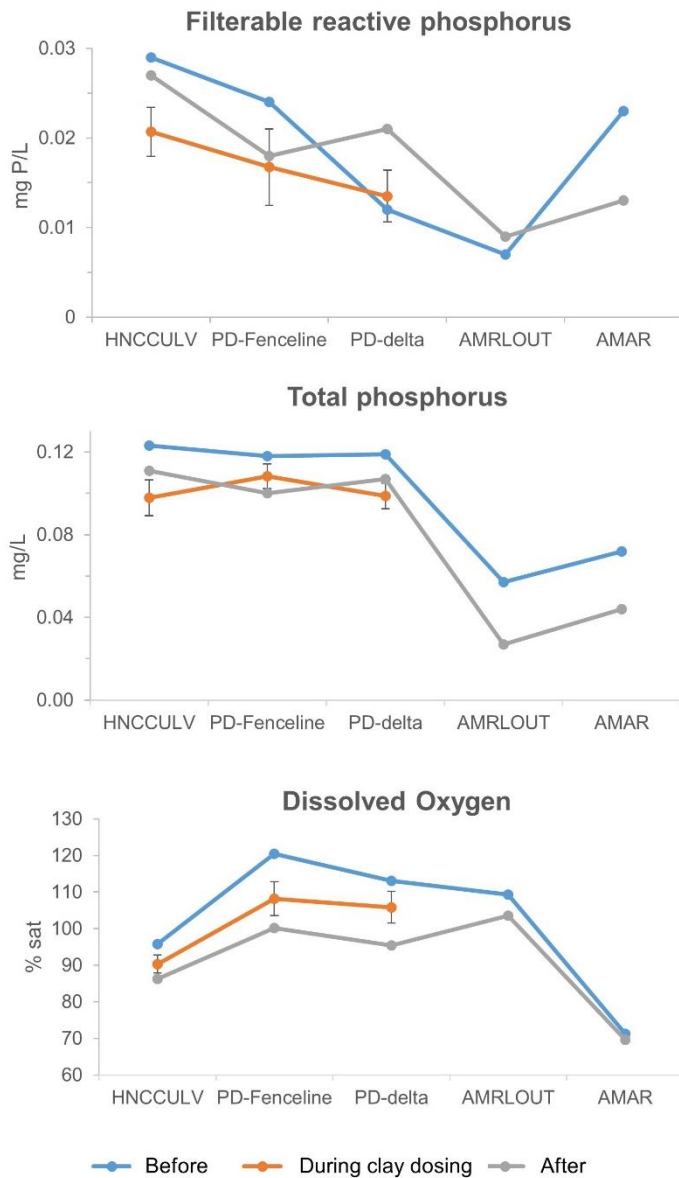 Filterable reactive phosphorus
0.03
0.02
0.01
0
mg P/L
HNCCULV PD-Fenceline PD-delta AMRLOUT AMAR
Total phosphorus
0.12
0.08
0.04
0.00
mg/L
HNCCULV PD-Fenceline PD-delta AMRLOUT AMAR
Dissolved Oxygen
130
120
110
100
90
80
70
60
% sat
HNCCULV PD-Fenceline PD-delta AMRLOUT AMAR
Before During clay dosing After